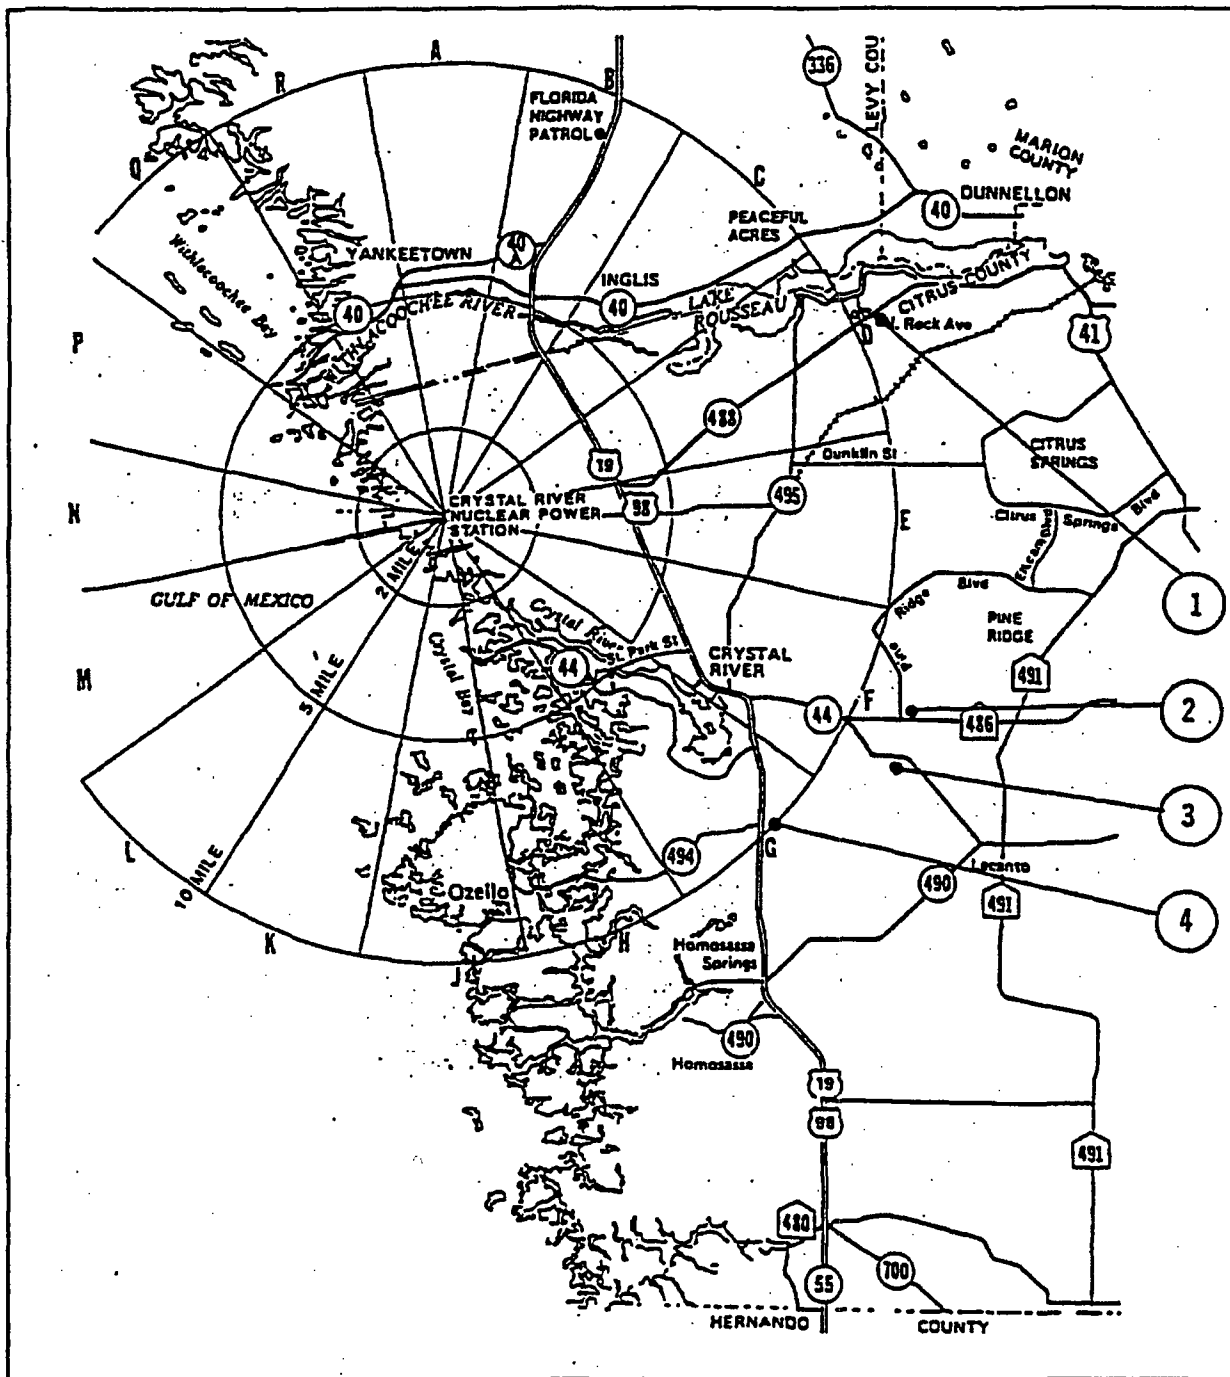 A
R
B
FLORIDA
HIGHWAY
PATROL
336
LEVY COU
MARION
COUNTY
Q
C
DUNNELLON
40
PEACEFUL
ACRES
Withlacoochee Bay
YANKEETOWN
40
A
INGLIS
40
40
WITHLACOOCHEE RIVER
LAKE
ROUSSEAU
CITRUS COUNTY
D
Rock Ave
41
P
488
CITRUS
SPRINGS
Dunklin St
19
495
98
N
CRYSTAL RIVER
NUCLEAR POWER
STATION
E
Citrus Springs Blvd
2 MILE
GULF OF MEXICO
Pine Ridge Blvd
1
PINE
RIDGE
Crystal River
St. Park St
44
CRYSTAL
RIVER
Crystal Bay
M
5 MILE
491
44
F
486
2
3
L
10 MILE
494
G
Lecanto
490
491
4
Ozello
K
J
H
Homosassa
Springs
490
Homosassa
19
98
491
480
55
700
HERNANDO COUNTY